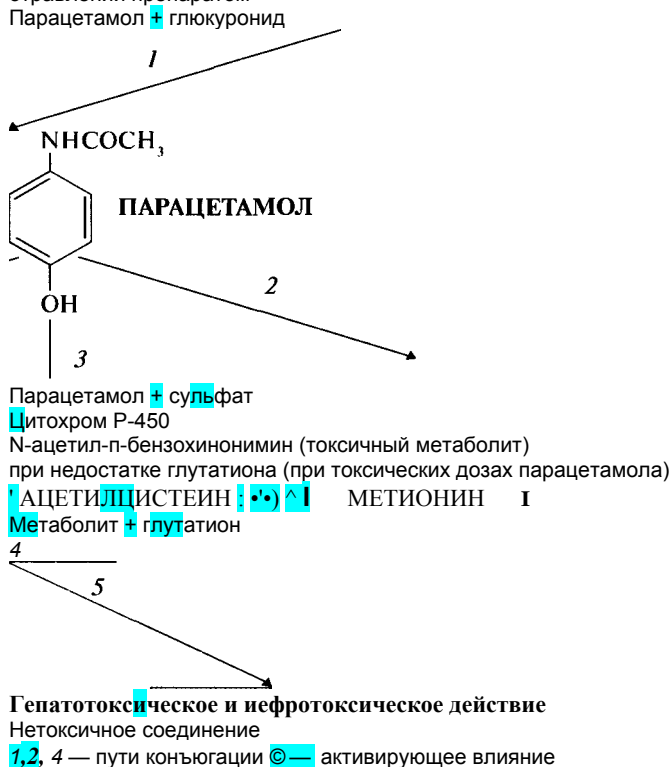 Парацетамол + глюкуронид
1
NHCOCH3
ПАРАЦЕТАМОЛ
2
OH
3
Парацетамол + сульфат
Цитохром Р-450
N-ацетил-п-бензохинонимин (токсичный метаболит)
при недостатке глутатиона (при токсических дозах парацетамола)
' АЦЕТИЛЦИСТЕИН : •'•) ^ I МЕТИОНИН I
Метаболит + глутатион
4
5
Гепатотоксическое и иефротоксическое действие
Нетоксичное соединение
1,2, 4 — пути конъюгации ©— активирующее влияние